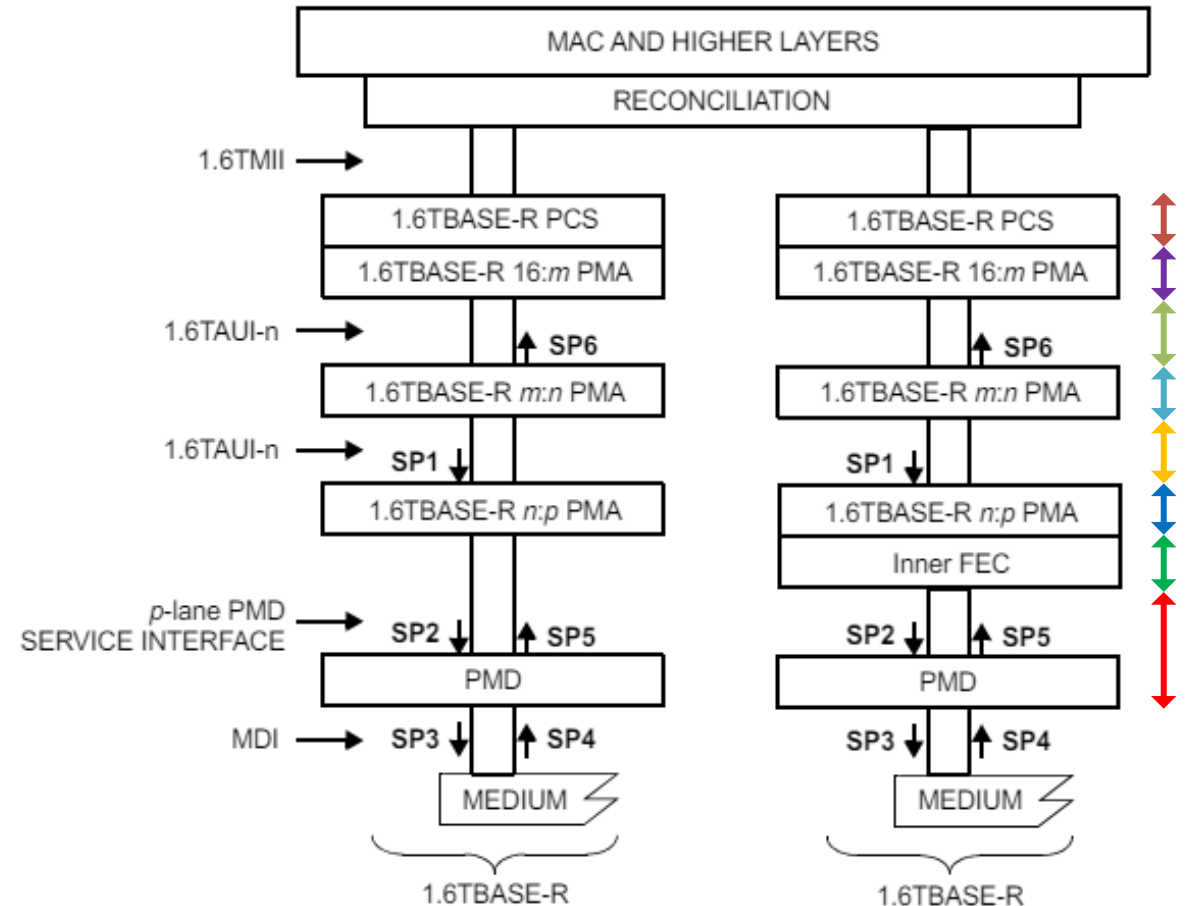 MAC AND HIGHER LAYERS
RECONCILIATION
1.6TMII
1.6TBASE-R PCS
1.6TBASE-R PCS
1.6TBASE-R 16:m PMA
1.6TBASE-R 16:m PMA
1.6TAUI-n
SP6
SP6
1.6TBASE-R m:n PMA
1.6TBASE-R m:n PMA
1.6TAUI-n
SP1
SP1
1.6TBASE-R n:p PMA
1.6TBASE-R n:p PMA
Inner FEC
p-lane PMD
SERVICE INTERFACE
SP2
SP5
SP2
SP5
PMD
PMD
MDI
SP3
SP4
SP3
SP4
MEDIUM
MEDIUM
1.6TBASE-R
1.6TBASE-R